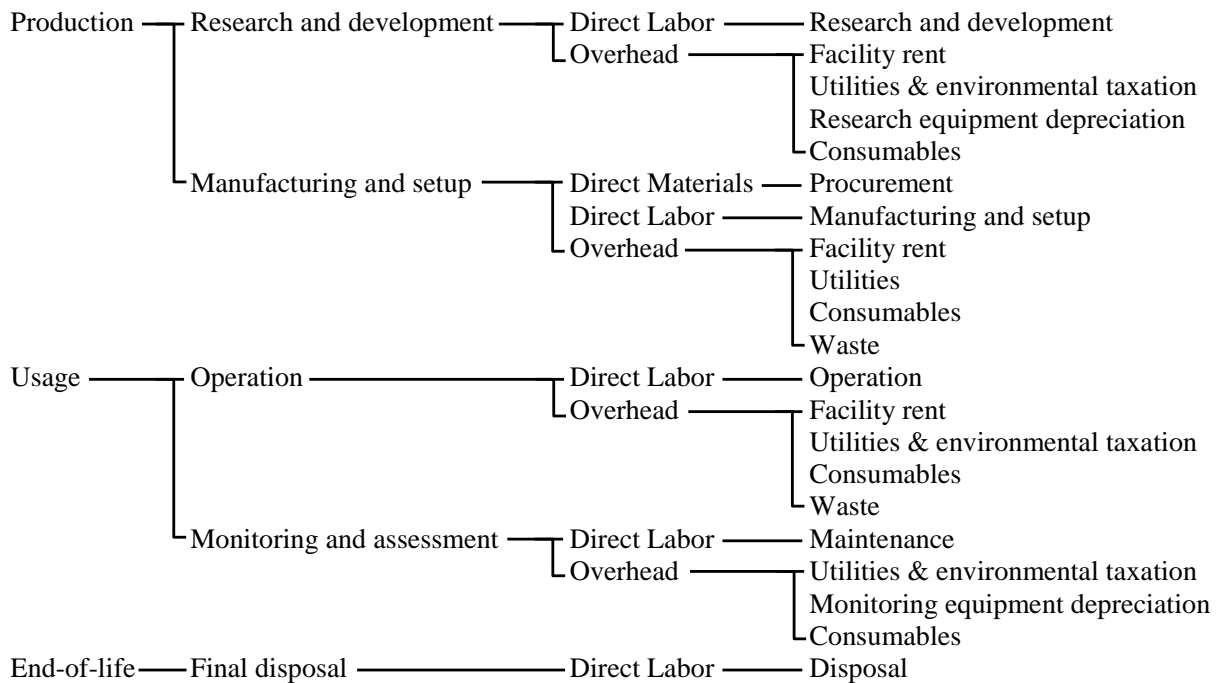 Production Research and development Direct Labor Research and development
Overhead Facility rent
Utilities & environmental taxation
Research equipment depreciation
Consumables
Manufacturing and setup Direct Materials Procurement
Direct Labor Manufacturing and setup
Overhead Facility rent
Utilities
Consumables
Waste
Usage Operation Direct Labor Operation
Overhead Facility rent
Utilities & environmental taxation
Consumables
Waste
Monitoring and assessment Direct Labor Maintenance
Overhead Utilities & environmental taxation
Monitoring equipment depreciation
Consumables
End-of-life Final disposal Direct Labor Disposal